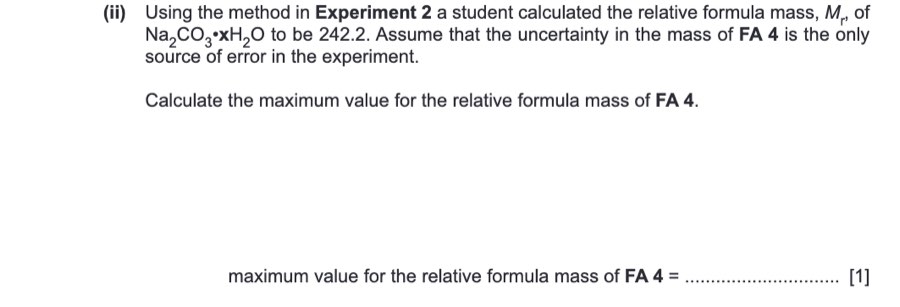 (ii) Using the method in Experiment 2 a student calculated the relative formula mass, Mᵣ, of
Na₂CO₃•xH₂O to be 242.2. Assume that the uncertainty in the mass of FA 4 is the only
source of error in the experiment.
Calculate the maximum value for the relative formula mass of FA 4.
maximum value for the relative formula mass of FA 4 = .............................. [1]